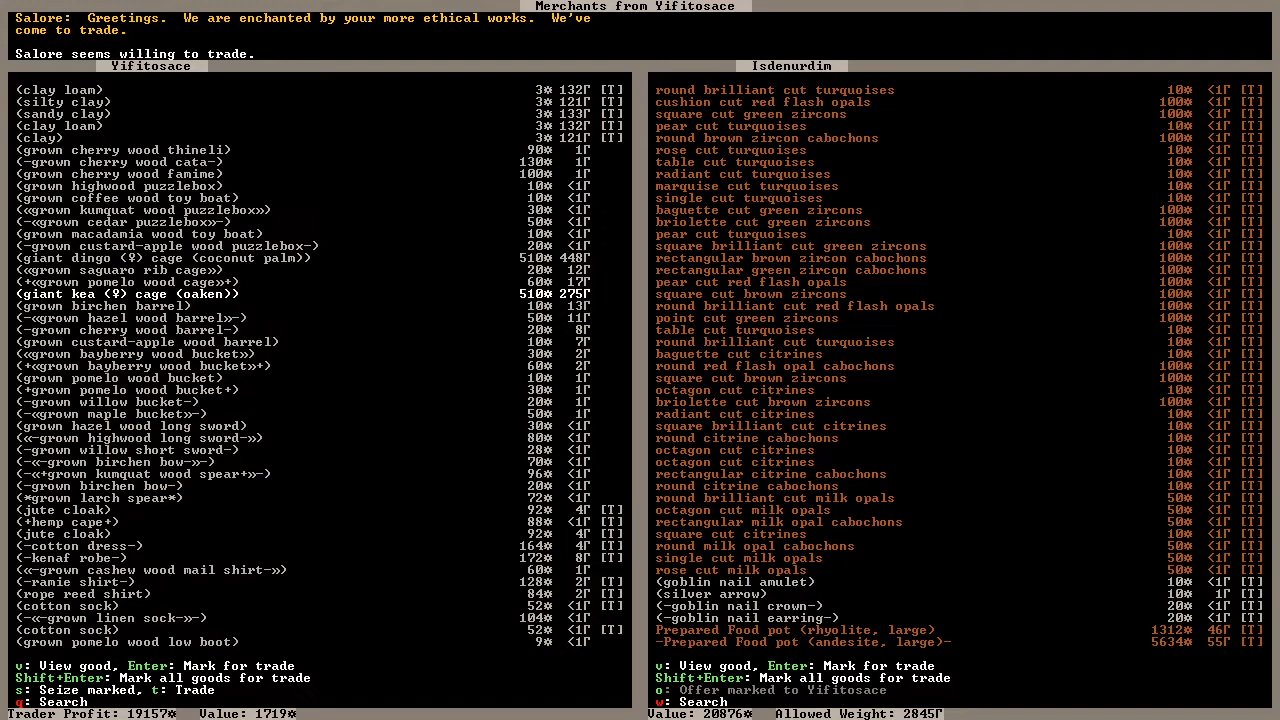 Merchants from Yifitosace
Salore:  Greetings.  We are enchanted by your more ethical works.  We've
come to trade.
Salore seems willing to trade.
Yifitosace
(clay loam) 3☼ 132Γ [T]
(silty clay) 3☼ 121Γ [T]
(sandy clay) 3☼ 133Γ [T]
(clay loam) 3☼ 132Γ [T]
(clay) 3☼ 121Γ [T]
(grown cherry wood thineli) 90☼ 1Γ
(-grown cherry wood cata-) 130☼ 1Γ
(grown cherry wood famime) 100☼ 1Γ
(grown highwood puzzlebox) 10☼ <1Γ
(grown coffee wood toy boat) 10☼ <1Γ
(«grown kumquat wood puzzlebox») 30☼ <1Γ
(-«grown cedar puzzlebox»-) 50☼ <1Γ
(grown macadamia wood toy boat) 10☼ <1Γ
(-grown custard-apple wood puzzlebox-) 20☼ <1Γ
(giant dingo (♀) cage (coconut palm)) 510☼ 448Γ
(«grown saguaro rib cage») 20☼ 12Γ
(+«grown pomelo wood cage»+) 60☼ 17Γ
(giant kea (♀) cage (oaken)) 510☼ 275Γ
(grown birchen barrel) 10☼ 13Γ
(-«grown hazel wood barrel»-) 50☼ 11Γ
(-grown cherry wood barrel-) 20☼ 8Γ
(grown custard-apple wood barrel) 10☼ 7Γ
(«grown bayberry wood bucket») 30☼ 2Γ
(+«grown bayberry wood bucket»+) 60☼ 2Γ
(grown pomelo wood bucket) 10☼ 1Γ
(+grown pomelo wood bucket+) 30☼ 1Γ
(-grown willow bucket-) 20☼ 1Γ
(-«grown maple bucket»-) 50☼ 1Γ
(grown hazel wood long sword) 30☼ <1Γ
(«-grown highwood long sword-») 80☼ <1Γ
(-grown willow short sword-) 28☼ <1Γ
(-«-grown birchen bow-»-) 70☼ <1Γ
(-«+grown kumquat wood spear+»-) 96☼ <1Γ
(-grown birchen bow-) 20☼ <1Γ
(*grown larch spear*) 72☼ <1Γ
(jute cloak) 92☼ 4Γ [T]
(+hemp cape+) 88☼ <1Γ [T]
(jute cloak) 92☼ 4Γ [T]
(-cotton dress-) 164☼ 4Γ [T]
(-kenaf robe-) 172☼ 8Γ [T]
(«-grown cashew wood mail shirt-») 60☼ 1Γ
(-ramie shirt-) 128☼ 2Γ [T]
(rope reed shirt) 84☼ 2Γ [T]
(cotton sock) 52☼ <1Γ [T]
(-«-grown linen sock-»-) 104☼ <1Γ
(cotton sock) 52☼ <1Γ [T]
(grown pomelo wood low boot) 9☼ <1Γ
v: View good, Enter: Mark for trade
Shift+Enter: Mark all goods for trade
s: Seize marked, t: Trade
q: Search
Trader Profit: 19157☼   Value: 1719☼
Isdenurdim
round brilliant cut turquoises 10☼ <1Γ [T]
cushion cut red flash opals 100☼ <1Γ [T]
square cut green zircons 100☼ <1Γ [T]
pear cut turquoises 10☼ <1Γ [T]
round brown zircon cabochons 100☼ <1Γ [T]
rose cut turquoises 10☼ <1Γ [T]
table cut turquoises 10☼ <1Γ [T]
radiant cut turquoises 10☼ <1Γ [T]
marquise cut turquoises 10☼ <1Γ [T]
single cut turquoises 10☼ <1Γ [T]
baguette cut green zircons 100☼ <1Γ [T]
briolette cut green zircons 100☼ <1Γ [T]
pear cut turquoises 10☼ <1Γ [T]
square brilliant cut green zircons 100☼ <1Γ [T]
rectangular brown zircon cabochons 100☼ <1Γ [T]
rectangular green zircon cabochons 100☼ <1Γ [T]
pear cut red flash opals 100☼ <1Γ [T]
square cut brown zircons 100☼ <1Γ [T]
round brilliant cut red flash opals 100☼ <1Γ [T]
point cut green zircons 100☼ <1Γ [T]
table cut turquoises 10☼ <1Γ [T]
round brilliant cut turquoises 10☼ <1Γ [T]
baguette cut citrines 10☼ <1Γ [T]
round red flash opal cabochons 100☼ <1Γ [T]
square cut brown zircons 100☼ <1Γ [T]
octagon cut citrines 10☼ <1Γ [T]
briolette cut brown zircons 100☼ <1Γ [T]
radiant cut citrines 10☼ <1Γ [T]
square brilliant cut citrines 10☼ <1Γ [T]
round citrine cabochons 10☼ <1Γ [T]
octagon cut citrines 10☼ <1Γ [T]
octagon cut citrines 10☼ <1Γ [T]
rectangular citrine cabochons 10☼ <1Γ [T]
round citrine cabochons 10☼ <1Γ [T]
round brilliant cut milk opals 50☼ <1Γ [T]
octagon cut milk opals 50☼ <1Γ [T]
rectangular milk opal cabochons 50☼ <1Γ [T]
square cut citrines 10☼ <1Γ [T]
round milk opal cabochons 50☼ <1Γ [T]
single cut milk opals 50☼ <1Γ [T]
rose cut milk opals 50☼ <1Γ [T]
(goblin nail amulet) 10☼ <1Γ [T]
(silver arrow) 10☼ 1Γ [T]
(-goblin nail crown-) 20☼ <1Γ [T]
(-goblin nail earring-) 20☼ <1Γ [T]
Prepared Food pot (rhyolite, large) 1312☼ 46Γ [T]
-Prepared Food pot (andesite, large)- 5634☼ 55Γ [T]
v: View good, Enter: Mark for trade
Shift+Enter: Mark all goods for trade
o: Offer marked to Yifitosace
w: Search
Value: 20876☼   Allowed Weight: 2845Γ